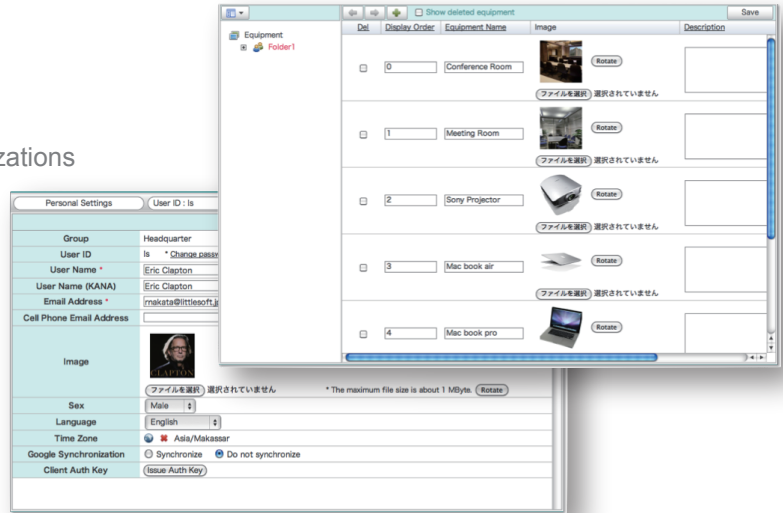 Show deleted equipment
Save
Equipment
Folder1
Del Display Order Equipment Name Image Description
0 Conference Room Rotate
ファイルを選択 選択されていません
1 Meeting Room Rotate
ファイルを選択 選択されていません
2 Sony Projector Rotate
ファイルを選択 選択されていません
3 Mac book air Rotate
ファイルを選択 選択されていません
4 Mac book pro Rotate
zations
Personal Settings User ID : ls
Group Headquarter
User ID ls * Change passw
User Name * Eric Clapton
User Name (KANA) Eric Clapton
Email Address * makata@littlesoft.j
Cell Phone Email Address
Image
CLAPTON
ファイルを選択 選択されていません * The maximum file size is about 1 MByte. Rotate
Sex Male
Language English
Time Zone Asia/Makassar
Google Synchronization Synchronize Do not synchronize
Client Auth Key Issue Auth Key